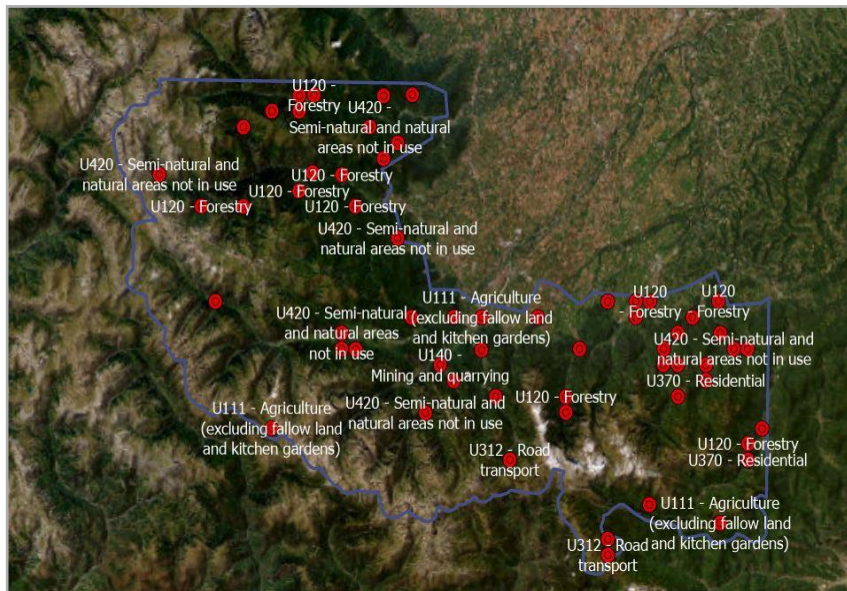 U120 -
Forestry
U420 -
Semi-natural and natural
areas not in use
U420 - Semi-natural and
natural areas not in use
U120 - Forestry
U120 - Forestry
U120 - Forestry
U120 - Forestry
U420 - Semi-natural and
natural areas not in use
U111 - Agriculture
(excluding fallow land
and kitchen gardens)
U120
- Forestry
U120
- Forestry
U420 - Semi-natural
and natural areas
not in use
U420 - Semi-natural and
natural areas not in use
U140 -
Mining and quarrying
U370 - Residential
U120 - Forestry
U420 - Semi-natural and
natural areas not in use
U111 - Agriculture
(excluding fallow land
and kitchen gardens)
U312 - Road
transport
U120 - Forestry
U370 - Residential
U111 - Agriculture
(excluding fallow land
and kitchen gardens)
U312 - Road
transport